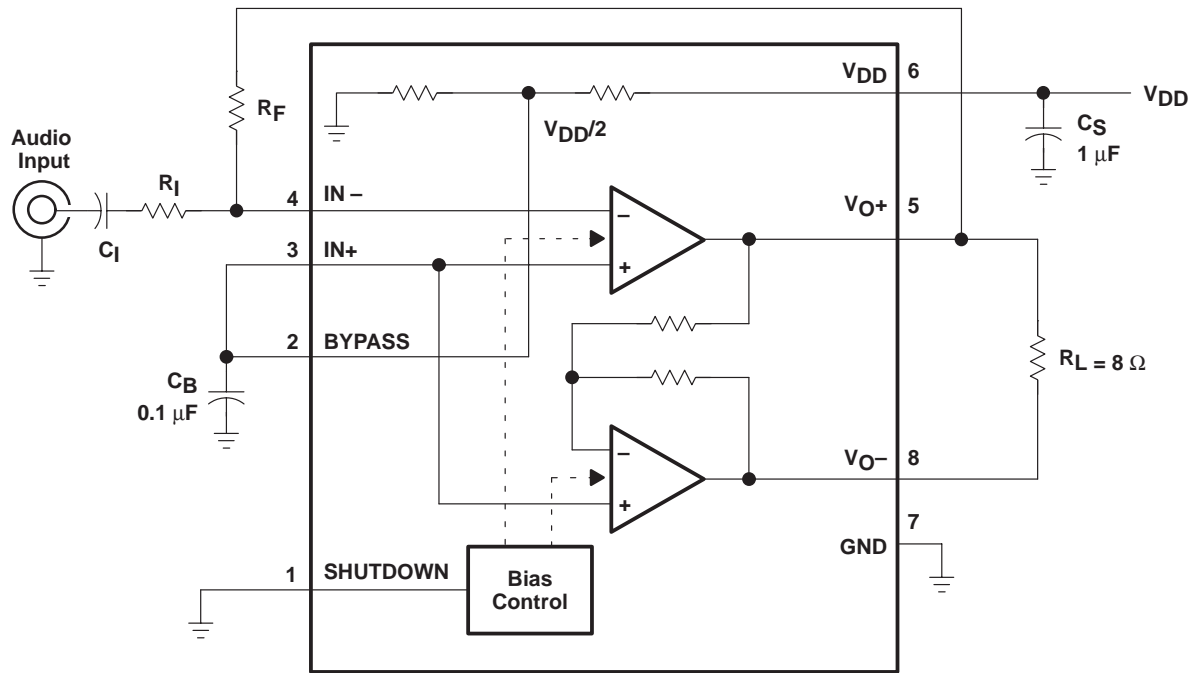 VDD 6
VDD
RF
VDD/2
CS
1 μF
Audio
Input
RI
CI
4 IN –
VO+ 5
3 IN+
2 BYPASS
CB
0.1 μF
RL = 8 Ω
VO– 8
7
GND
1 SHUTDOWN
Bias
Control
–
+
–
+